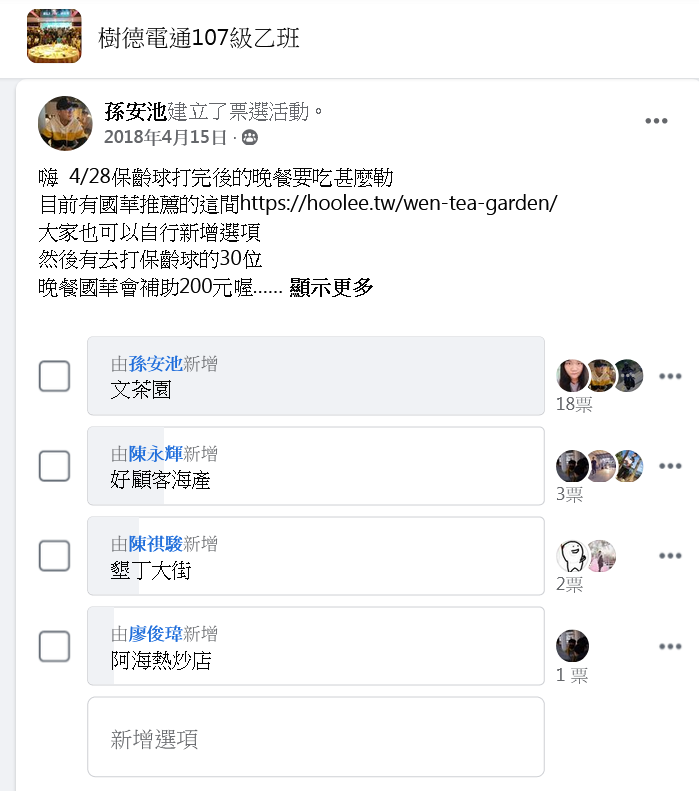 樹德電通107級乙班
孫安池建立了票選活動。
2018年4月15日 ·
嗨 4/28保齡球打完後的晚餐要吃甚麼勒
目前有國華推薦的這間https://hoolee.tw/wen-tea-garden/
大家也可以自行新增選項
然後有去打保齡球的30位
晚餐國華會補助200元喔...... 顯示更多
由孫安池新增
文茶園
18票
由陳永輝新增
好顧客海產
3票
由陳祺駿新增
墾丁大街
2票
由廖俊瑋新增
阿海熱炒店
1 票
新增選項